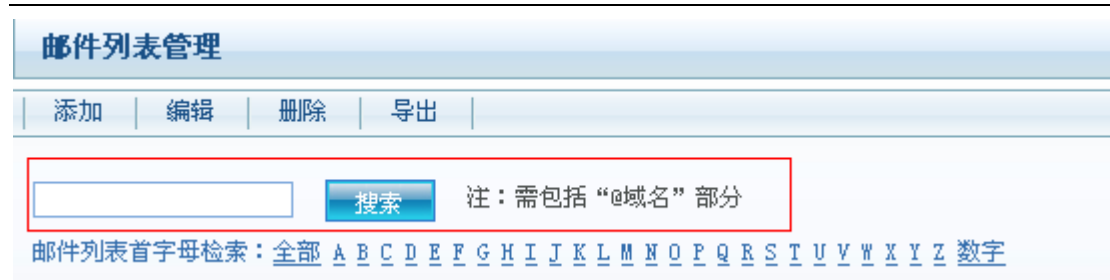 邮件列表管理
添加 编辑 册除 导出
搜索 注：需包括“@域名”部分
邮件列表首字母检索：全部 A B C D E F G H I J K L M N O P Q R S T U V W X Y Z 数字